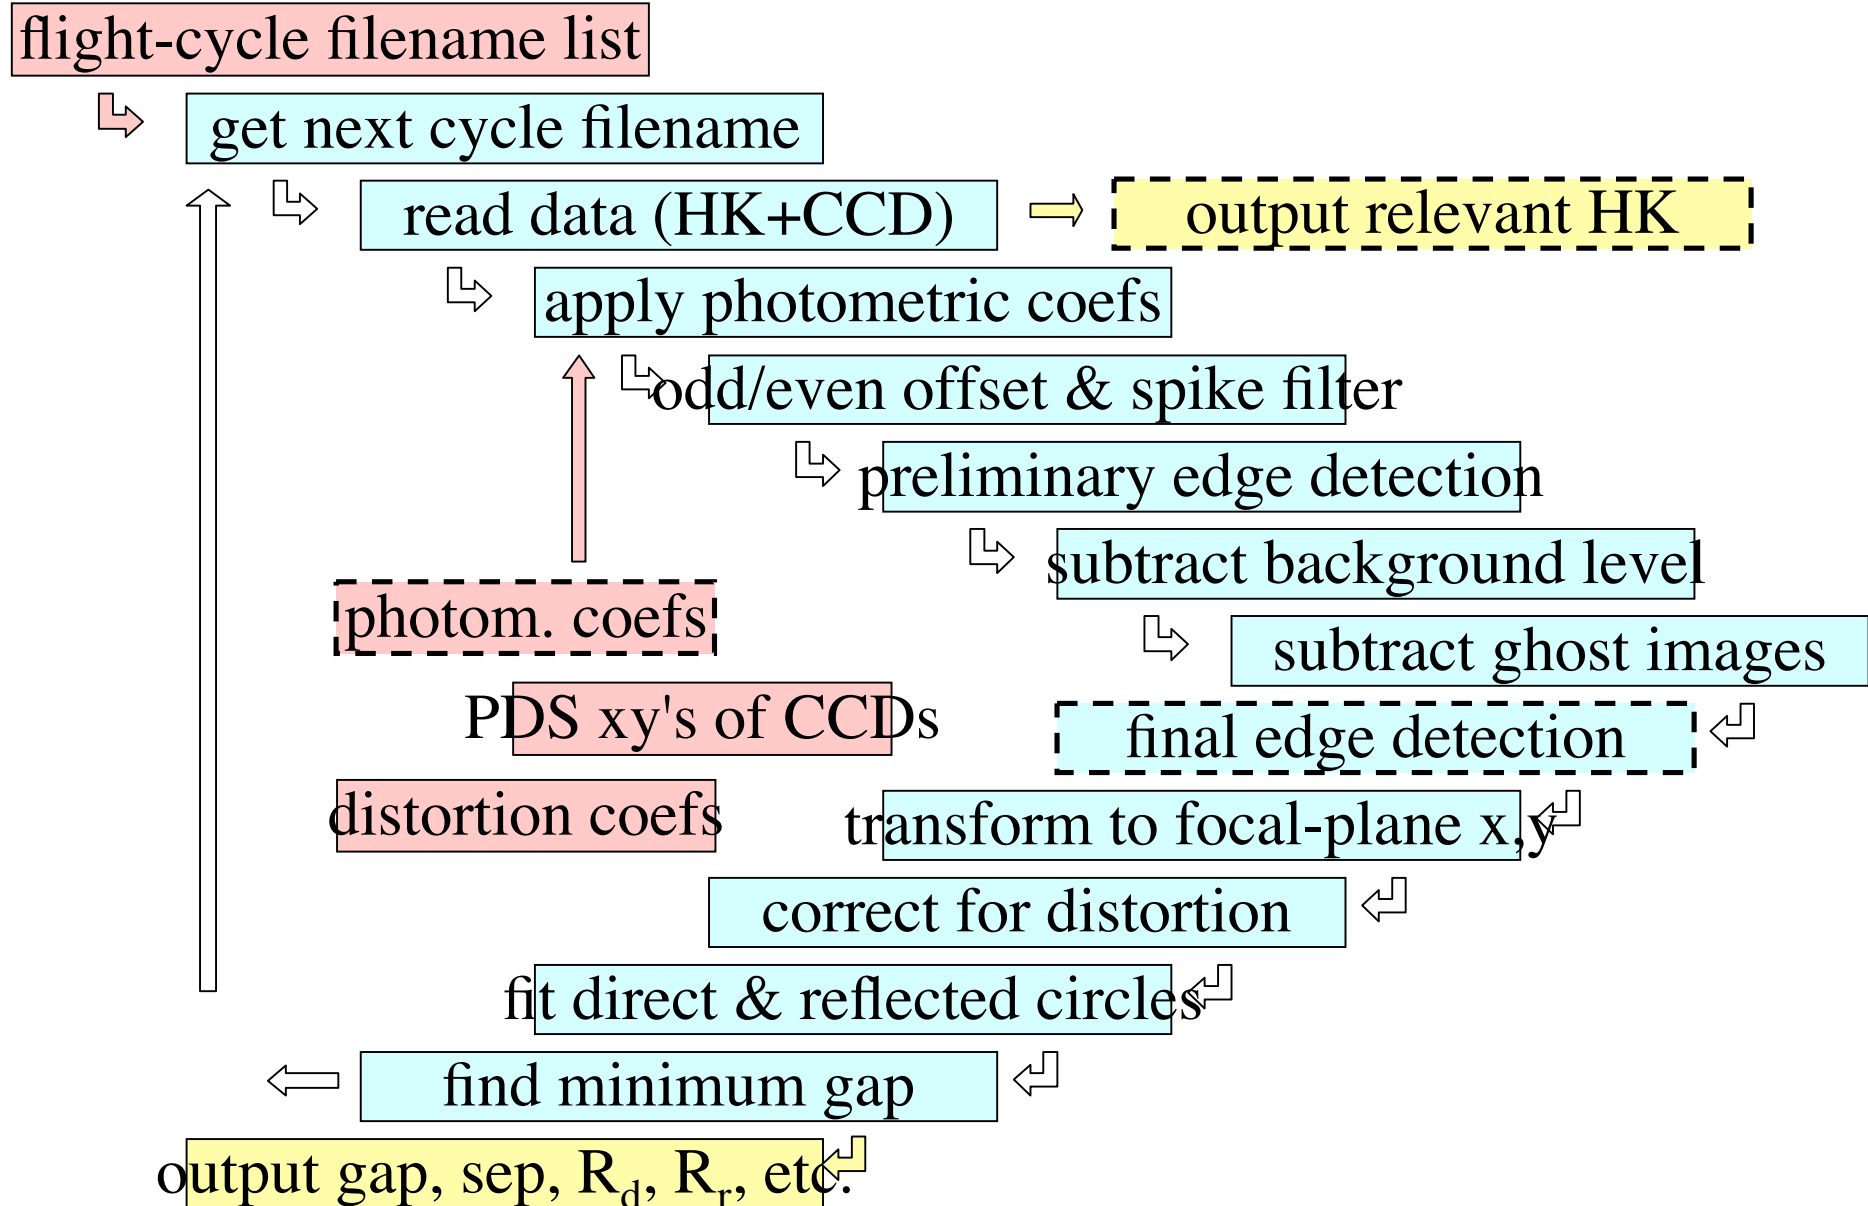 flight-cycle filename list
get next cycle filename
read data (HK+CCD)
output relevant HK
apply photometric coefs
odd/even offset & spike filter
preliminary edge detection
subtract background level
photom. coefs
subtract ghost images
PDS xy's of CCDs
final edge detection
distortion coefs
transform to focal-plane x,y
correct for distortion
fit direct & reflected circles
find minimum gap
output gap, sep, R_d, R_r, etc.